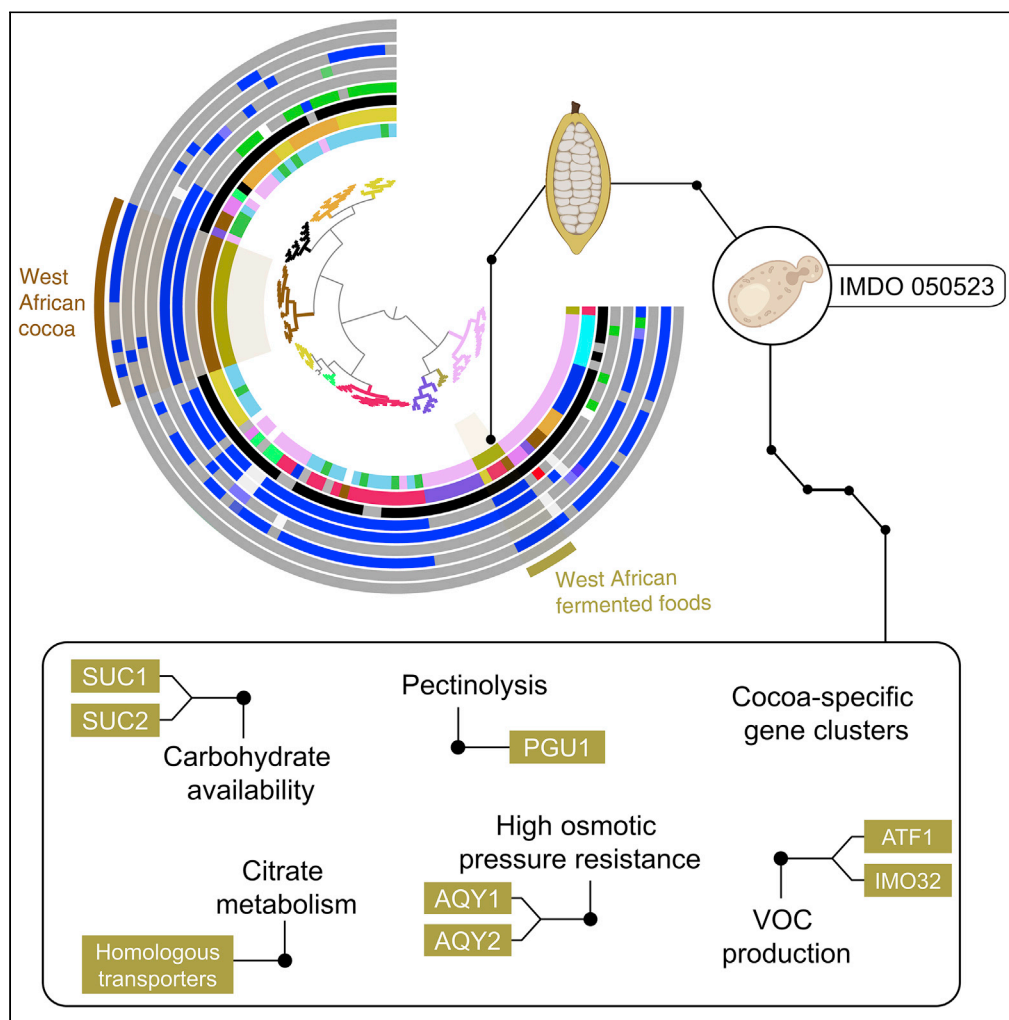 West
African
cocoa
IMDO 050523
West African
fermented foods
SUC1
SUC2
Carbohydrate
availability
Pectinolysis
PGU1
Cocoa-specific
gene clusters
Citrate
metabolism
Homologous
transporters
High osmotic
pressure resistance
AQY1
AQY2
ATF1
IMO32
VOC
production